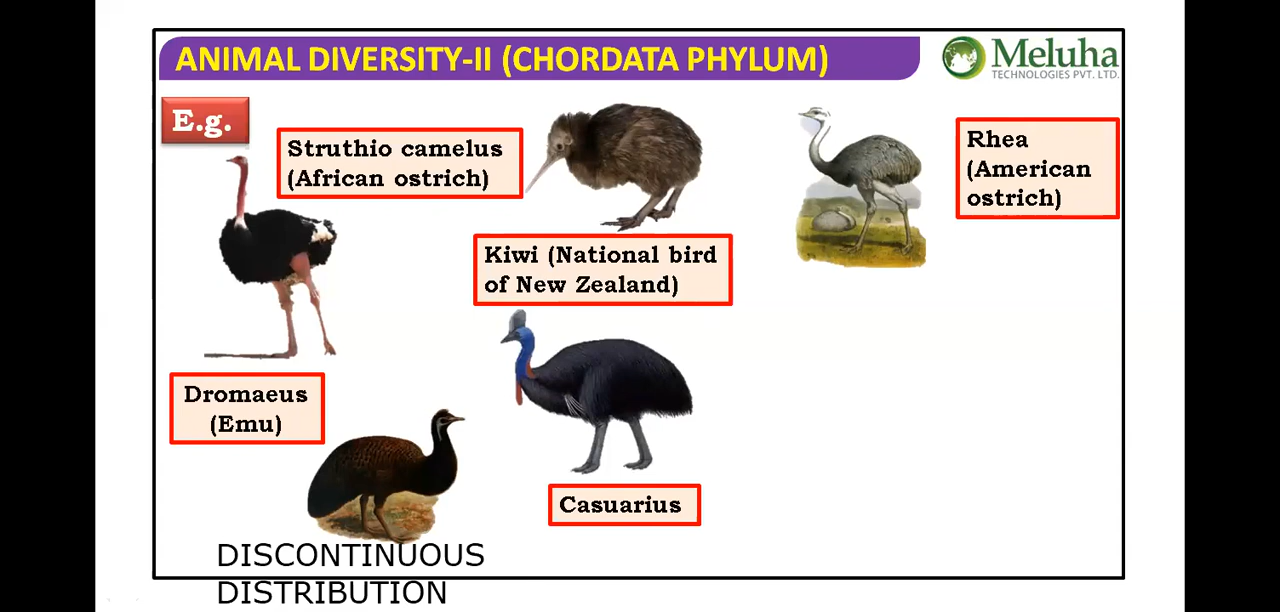 ANIMAL DIVERSITY-II (CHORDATA PHYLUM)
Meluha
TECHNOLOGIES PVT. LTD.
E.g.
Struthio camelus
(African ostrich)
Rhea
(American
ostrich)
Kiwi (National bird
of New Zealand)
Dromaeus
(Emu)
Casuarius
DISCONTINUOUS
DISTRIBUTION